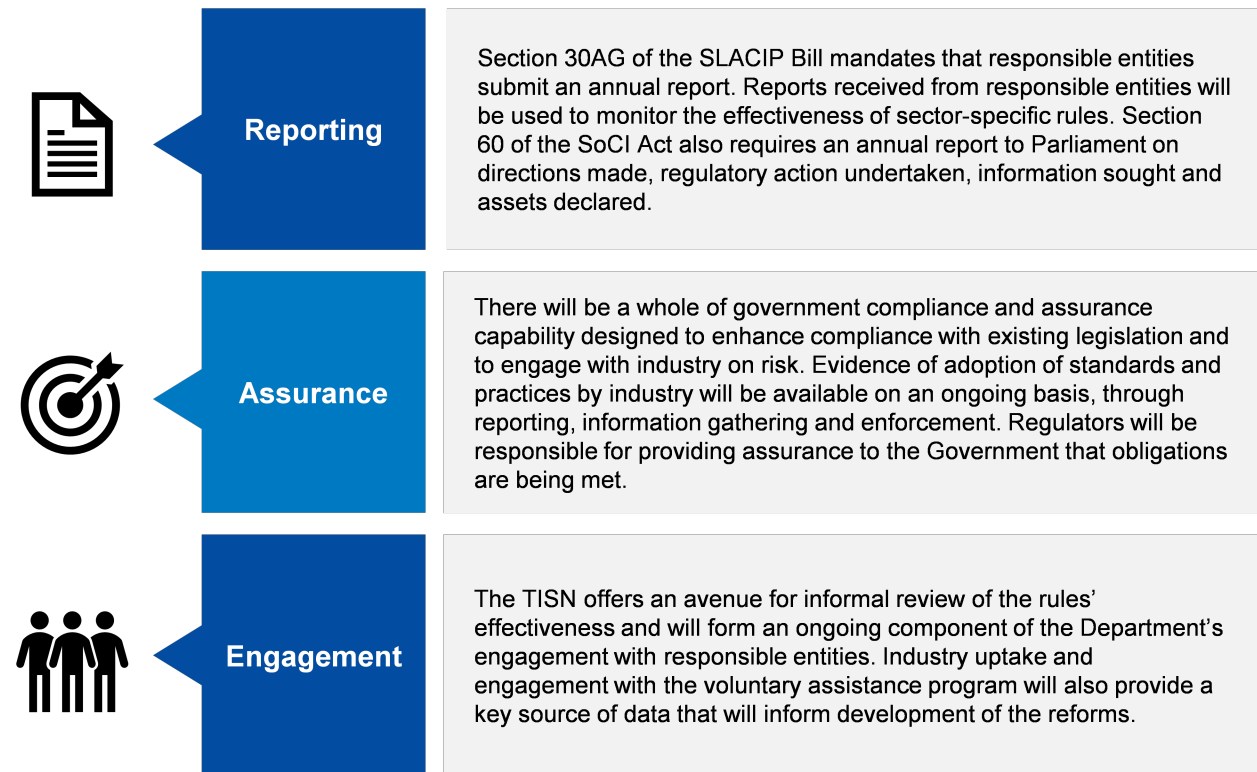 Reporting
Section 30AG of the SLACIP Bill mandates that responsible entities
submit an annual report. Reports received from responsible entities will
be used to monitor the effectiveness of sector-specific rules. Section
60 of the SoCI Act also requires an annual report to Parliament on
directions made, regulatory action undertaken, information sought and
assets declared.
Assurance
There will be a whole of government compliance and assurance
capability designed to enhance compliance with existing legislation and
to engage with industry on risk. Evidence of adoption of standards and
practices by industry will be available on an ongoing basis, through
reporting, information gathering and enforcement. Regulators will be
responsible for providing assurance to the Government that obligations
are being met.
Engagement
The TISN offers an avenue for informal review of the rules’
effectiveness and will form an ongoing component of the Department’s
engagement with responsible entities. Industry uptake and
engagement with the voluntary assistance program will also provide a
key source of data that will inform development of the reforms.